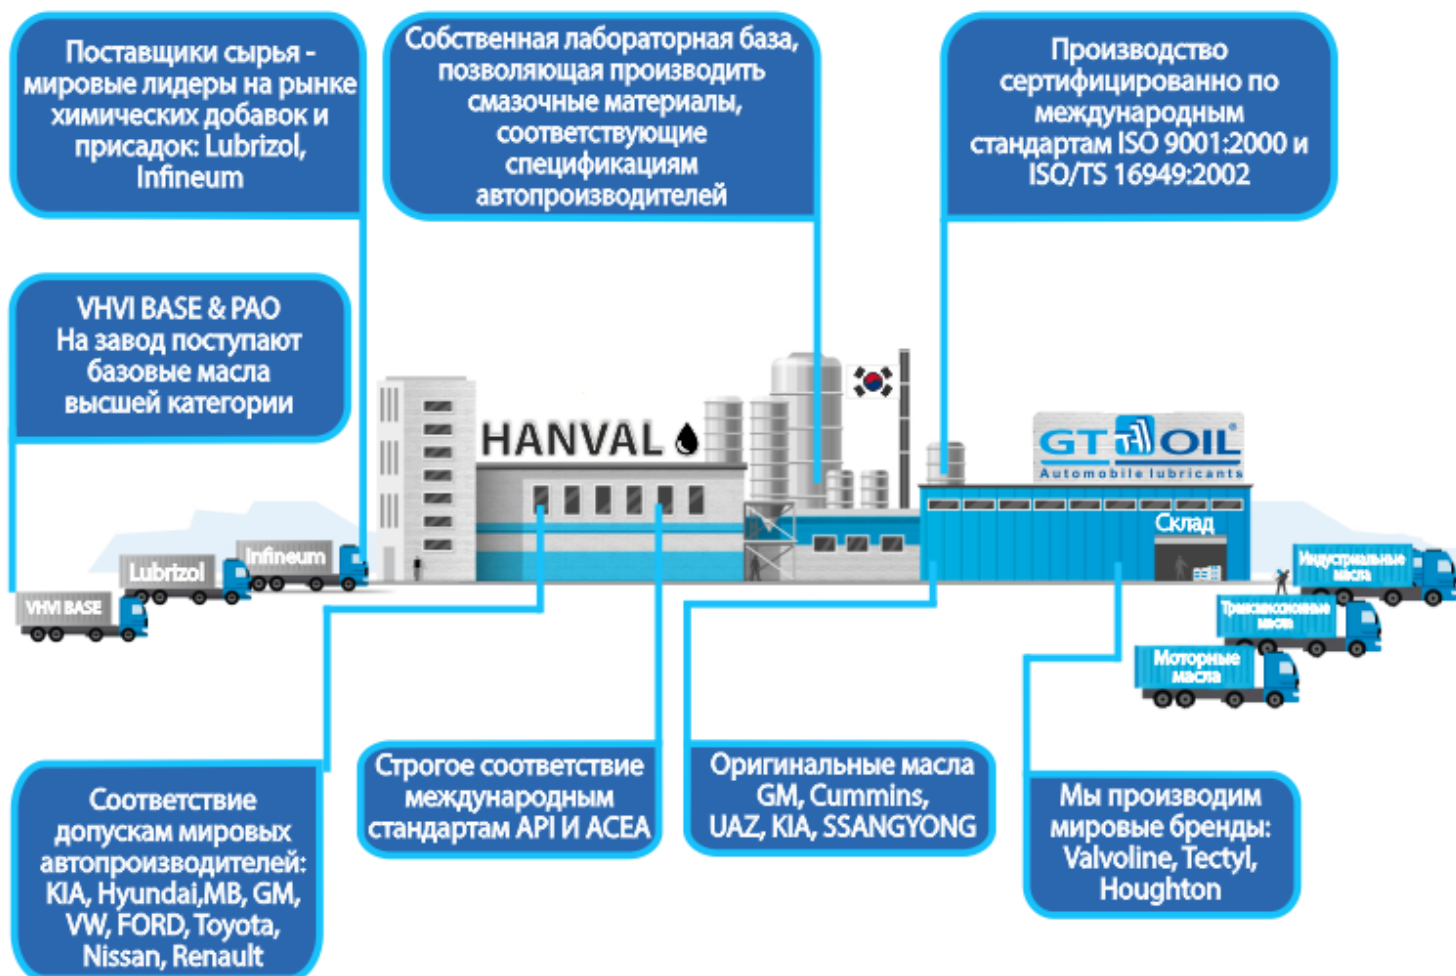 Поставщики сырья -
мировые лидеры на рынке
химических добавок и
присадок: Lubrizol,
Infineum
Собственная лабораторная база,
позволяющая производить
смазочные материалы,
соответствующие
спецификациям
автопроизводителей
Производство
сертифицированно по
международным
стандартам ISO 9001:2000 и
ISO/TS 16949:2002
VHVI BASE & PAO
На завод поступают
базовые масла
высшей категории
HANVAL
GT OIL®
Automobile lubricants
Склад
Infineum
Lubrizol
VHVI BASE
Индустриальные
масла
Трансмиссионные
масла
Моторные
масла
Соответствие
допускам мировых
автопроизводителей:
KIA, Hyundai,MB, GM,
VW, FORD, Toyota,
Nissan, Renault
Строгое соответствие
международным
стандартам API И ACEA
Оригинальные масла
GM, Cummins,
UAZ, KIA, SSANGYONG
Мы производим
мировые бренды:
Valvoline, Tectyl,
Houghton